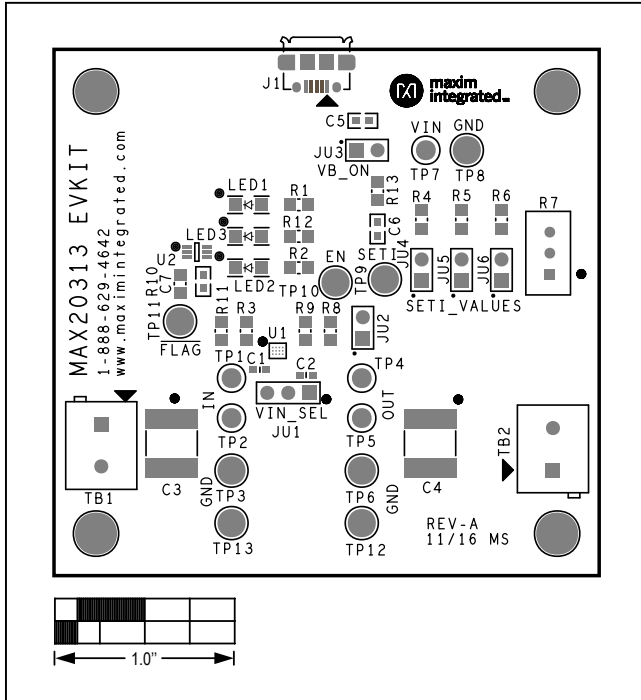 J1
maxim
integrated™
C5
VIN
GND
JU3
VB_ON
TP7
TP8
MAX20313 EVKIT
1-888-629-4642
www.maximintegrated.com
LED1
R1
R13
R4
R5
R6
R7
R12
LED3
C6
U2
LED2
R2
EN
SETI
JU4
JU5
JU6
R10
C7
TP10
TP9
SETI_VALUES
TP11
FLAG
R11
R3
R9
R8
JU2
U1
TP1
C1
C2
TP4
IN
VIN_SEL
JU1
OUT
TP2
TP5
TB2
TB1
C3
GND
TP3
TP6
GND
C4
TP13
TP12
REV-A
11/16 MS
1.0”